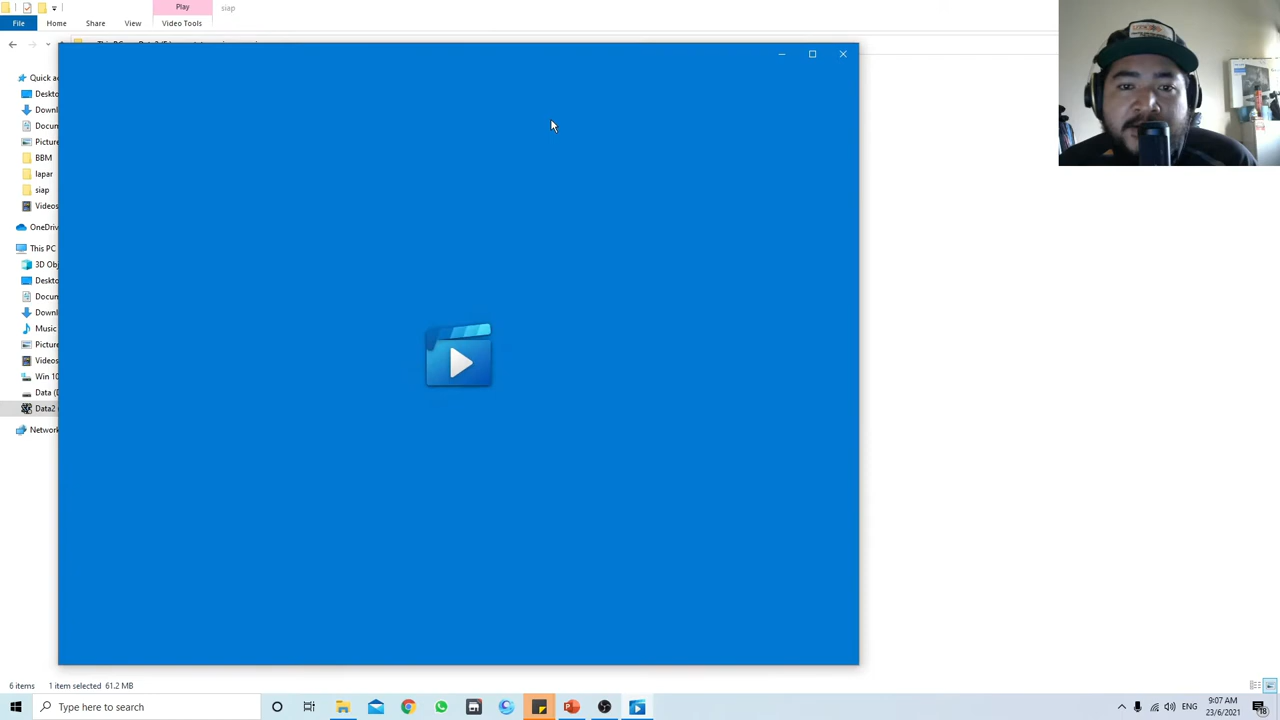 Play
siap
File
Home
Share
View
Video Tools
Quick a
Deskt
Downl
Docum
Picture
BBM
lapar
siap
Videos
OneDriv
This PC
3D Obj
Deskto
Docum
Downl
Music
Picture
Videos
Win 10
Data (D
Data2
Network
6 items
1 item selected 61.2 MB
Type here to search
ENG
9:07 AM
23/6/2021
18